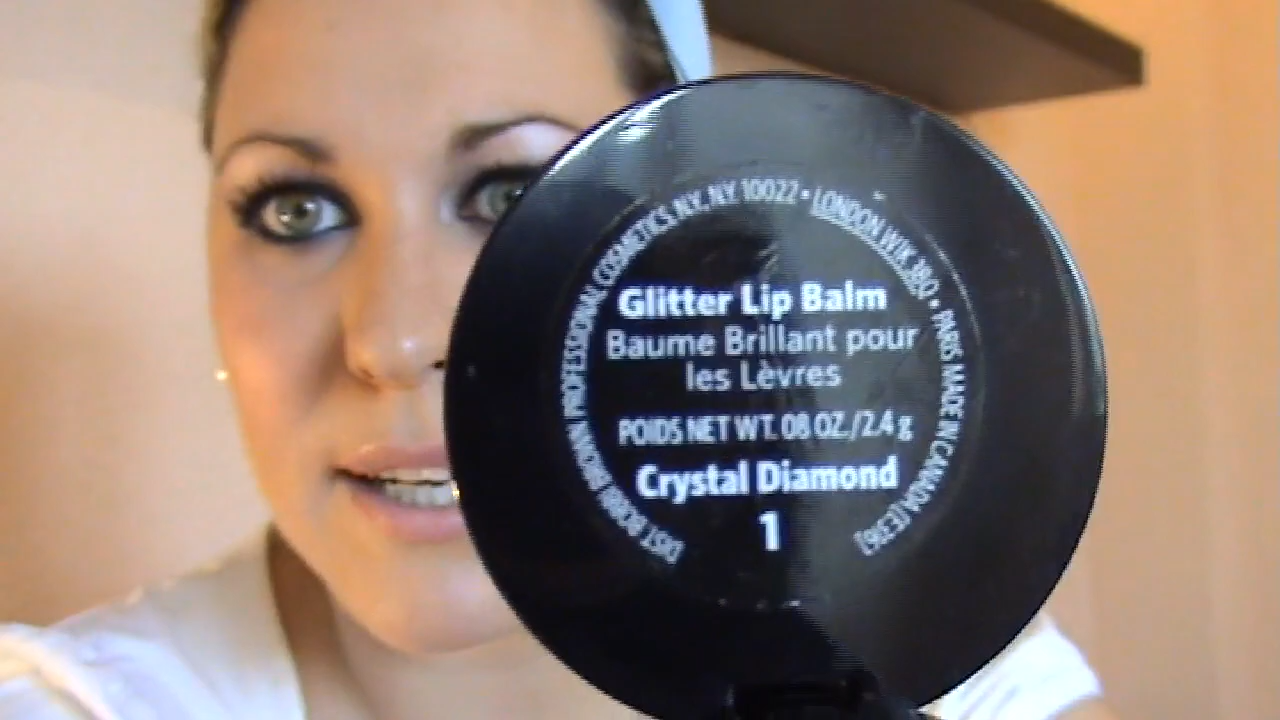 DIST. BOBBI BROWN PROFESSIONAL COSMETICS N.Y., N.Y. 10022 • LONDON W1K 3BQ • PARIS MADE IN CANADA [E316]
Glitter Lip Balm
Baume Brillant pour
les Lèvres
POIDS NET WT. .08 OZ./2.4 g
Crystal Diamond
1